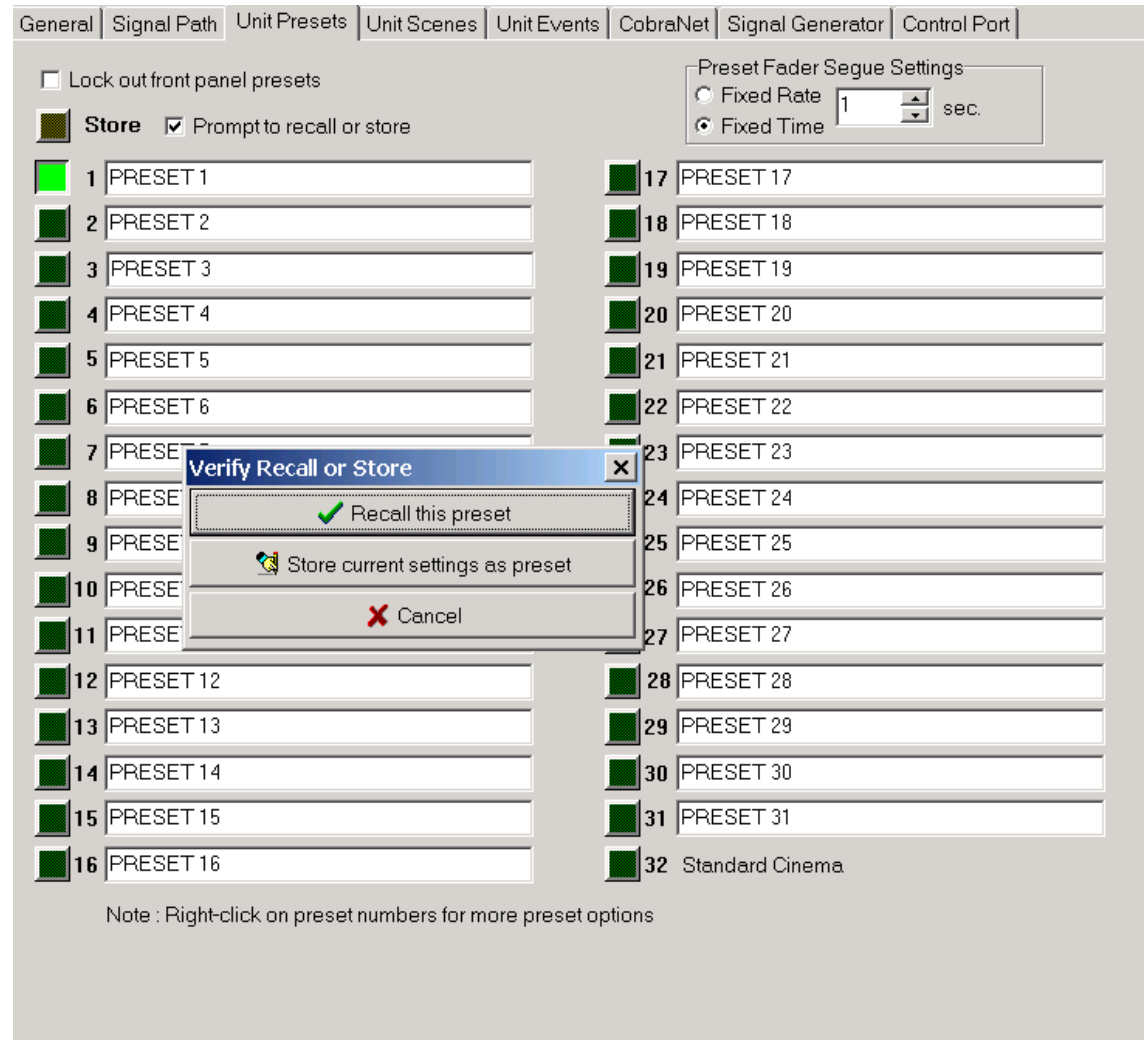 General Signal Path Unit Presets Unit Scenes Unit Events CobraNet Signal Generator Control Port
Lock out front panel presets
Store Prompt to recall or store
Preset Fader Segue Settings
Fixed Rate
Fixed Time
1 sec.
1 PRESET 1
2 PRESET 2
3 PRESET 3
4 PRESET 4
5 PRESET 5
6 PRESET 6
7 PRESE
8 PRESE
9 PRESE
10 PRESE
11 PRESE
12 PRESET 12
13 PRESET 13
14 PRESET 14
15 PRESET 15
16 PRESET 16
17 PRESET 17
18 PRESET 18
19 PRESET 19
20 PRESET 20
21 PRESET 21
22 PRESET 22
23 PRESET 23
24 PRESET 24
25 PRESET 25
26 PRESET 26
27 PRESET 27
28 PRESET 28
29 PRESET 29
30 PRESET 30
31 PRESET 31
32 Standard Cinema
Verify Recall or Store
Recall this preset
Store current settings as preset
Cancel
Note : Right-click on preset numbers for more preset options